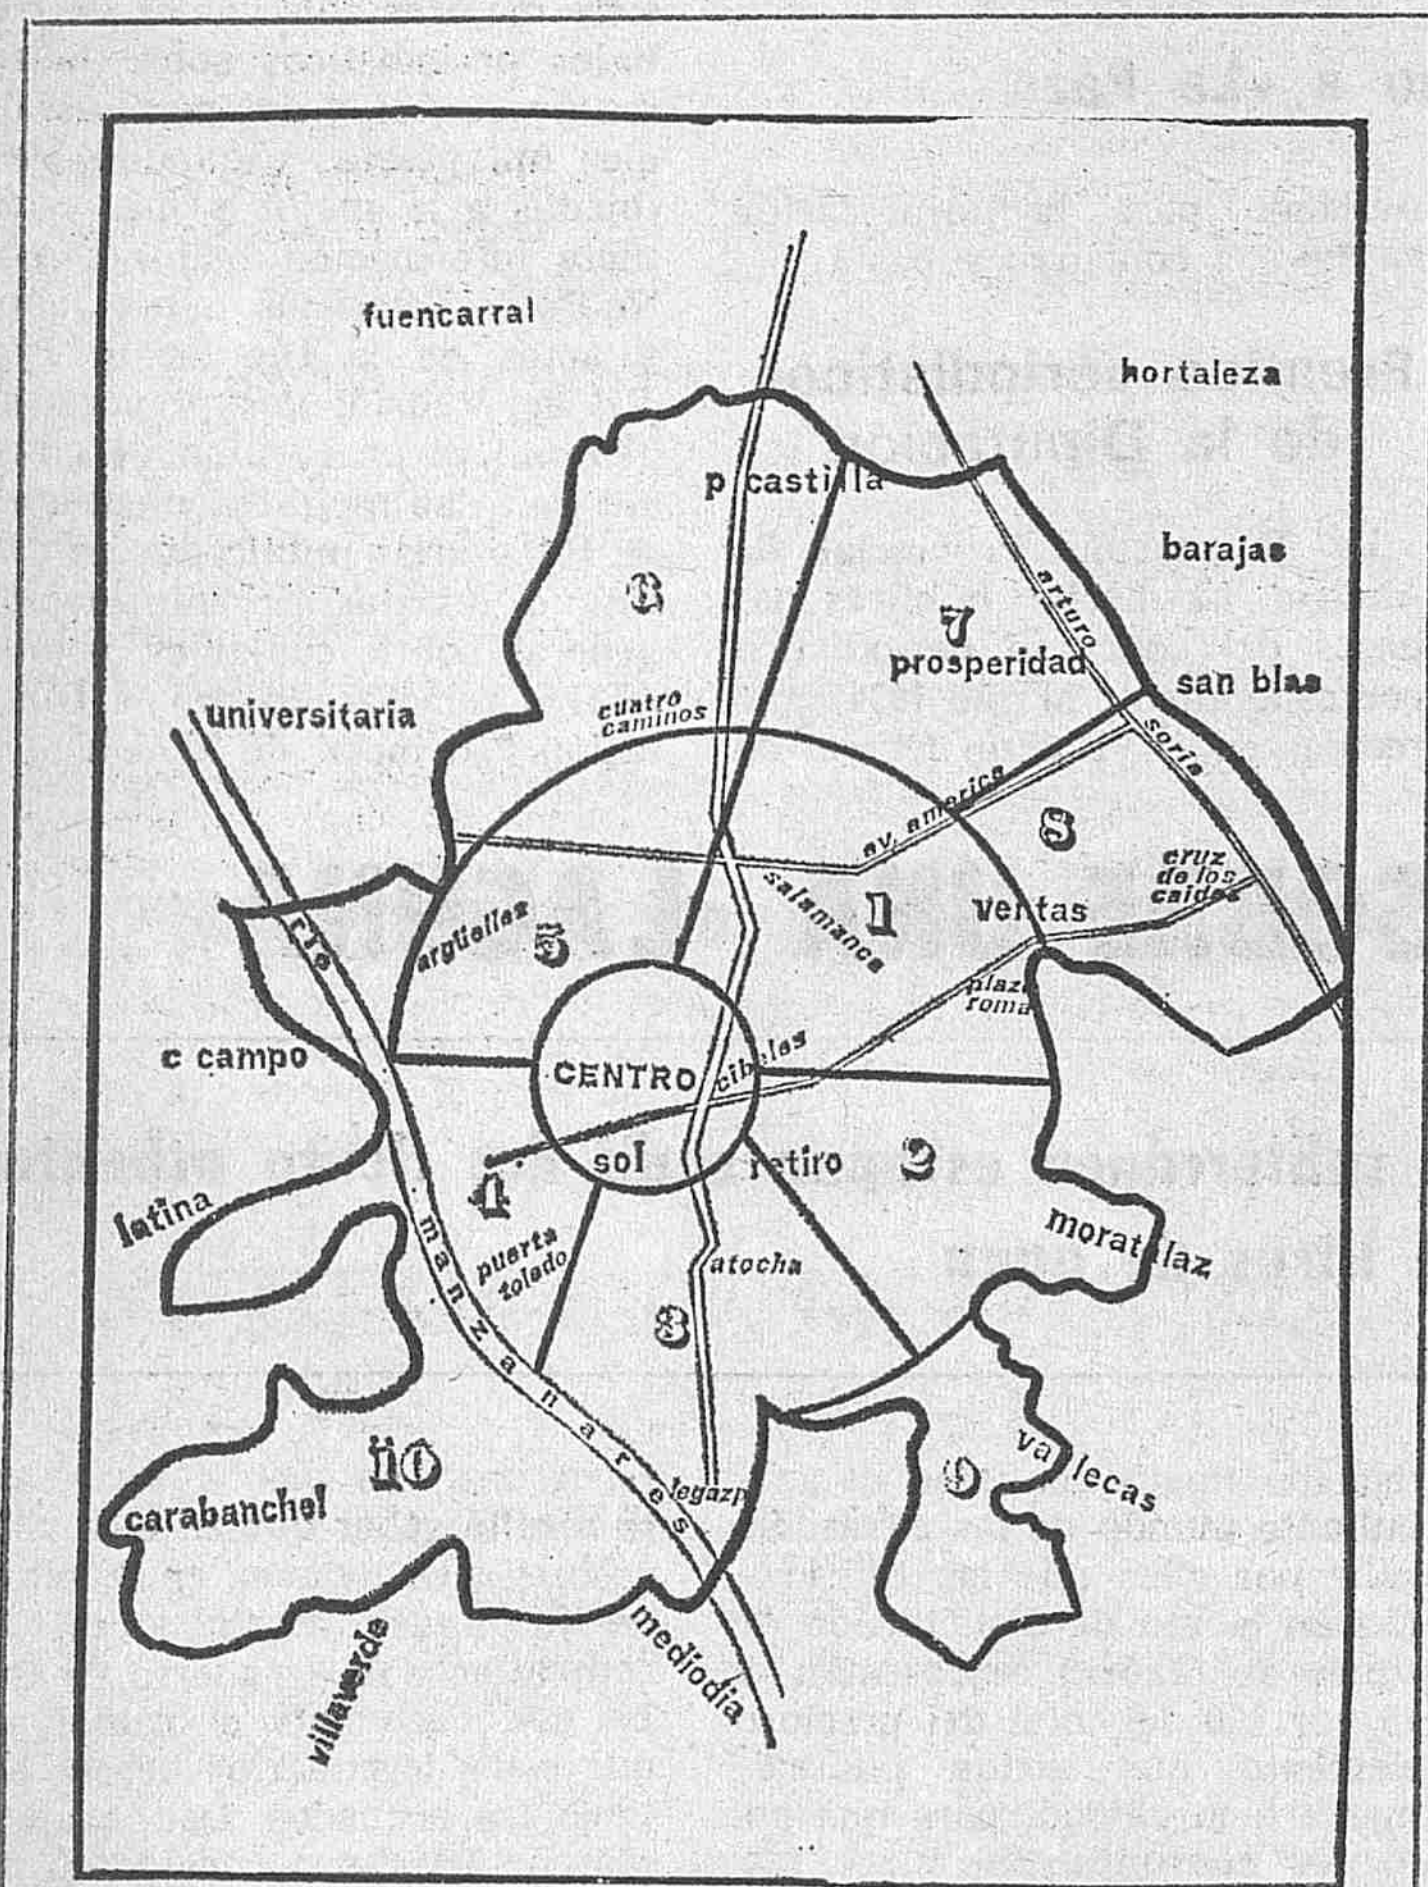 fuencarral
hortaleza
p castilla
barajas
6
arturo
7
prosperidad
san blas
universitaria
cuatro
caminos
soria
av. america
8
cruz
de los
caidos
salamanca
1
ventas
argüelles
5
rio
plaza
roma
c campo
CENTRO
cibeles
sol
retiro
2
4
latina
manzanares
puerta
toledo
atocha
moratalaz
3
10
vallecas
9
carabanchel
legazpi
villaverde
mediodia